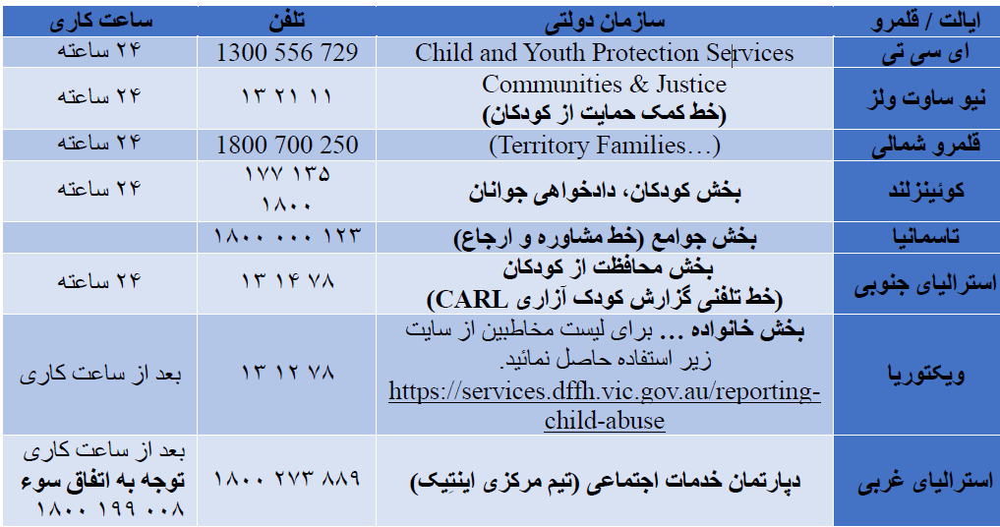 ایالت / قلمرو	سازمان دولتی	تلفن	ساعت کاری
ای سی تی	Child and Youth Protection Services	1300 556 729	۲۴ ساعته
نیو ساوت ولز	Communities & Justice	۱۳ ۲۱ ۱۱	۲۴ ساعته
(خط کمک حمایت از کودکان)
قلمرو شمالی	(Territory Families…)	1800 700 250	۲۴ ساعته
کوئینزلند	بخش کودکان، دادخواهی جوانان	۱۷۷ ۱۳۵	۲۴ ساعته
۱۸۰۰
تاسمانیا	بخش جوامع (خط مشاوره و ارجاع)	۱۸۰۰ ۰۰۰ ۱۲۳
استرالیای جنوبی	بخش محافظت از کودکان	۱۳ ۱۴ ۷۸	۲۴ ساعته
(خط تلفنی گزارش کودک آزاری CARL)
ویکتوریا	بخش خانواده … برای لیست مخاطبین از سایت	۱۳ ۱۲ ۷۸	بعد از ساعت کاری
زیر استفاده حاصل نمائید.
https://services.dffh.vic.gov.au/reporting-
child-abuse
استرالیای غربی	دپارتمان خدمات اجتماعی (تیم مرکزی اینتیک)	۱۸۰۰ ۲۷۳ ۸۸۹	بعد از ساعت کاری
توجه به اتفاق سوء
۱۸۰۰ ۱۹۹ ۰۰۸